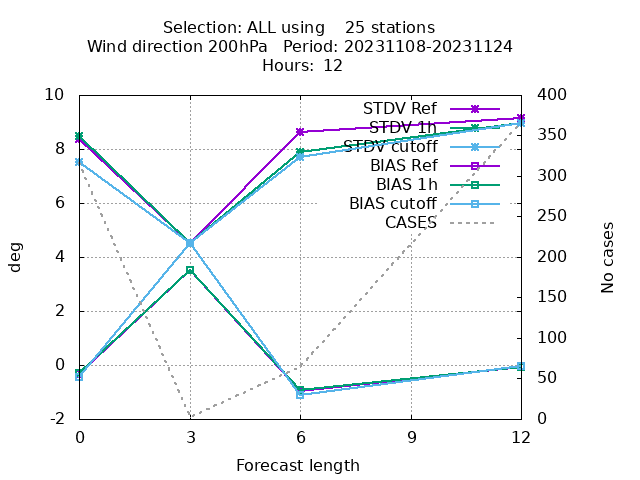 Selection: ALL using    25 stations
Wind direction 200hPa   Period: 20231108-20231124
Hours:  12
10
8
6
4
2
0
-2
400
350
300
250
200
150
100
50
0
STDV Ref
STDV 1h
STDV cutoff
BIAS Ref
BIAS 1h
BIAS cutoff
CASES
deg
No cases
0
3
6
9
12
Forecast length